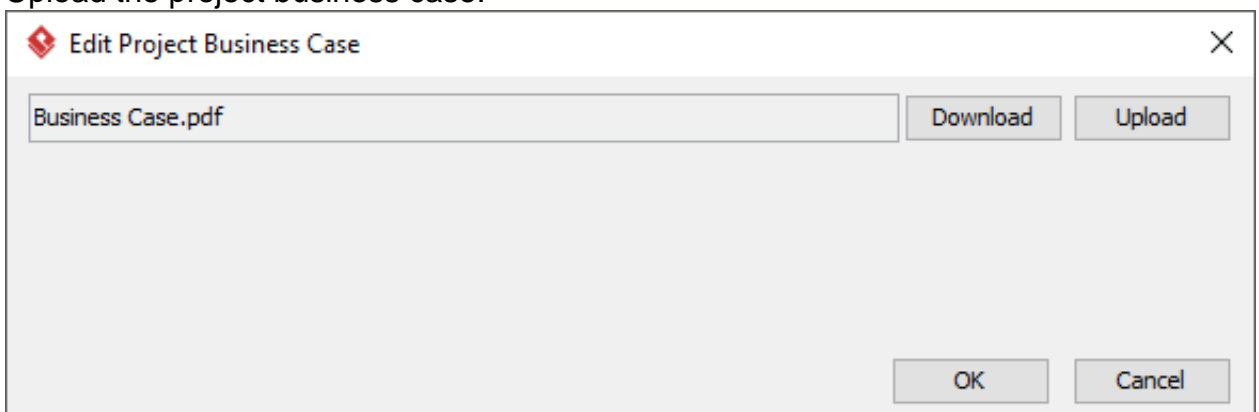 Upload the project business case.
Edit Project Business Case
Business Case.pdf
Download
Upload
OK
Cancel